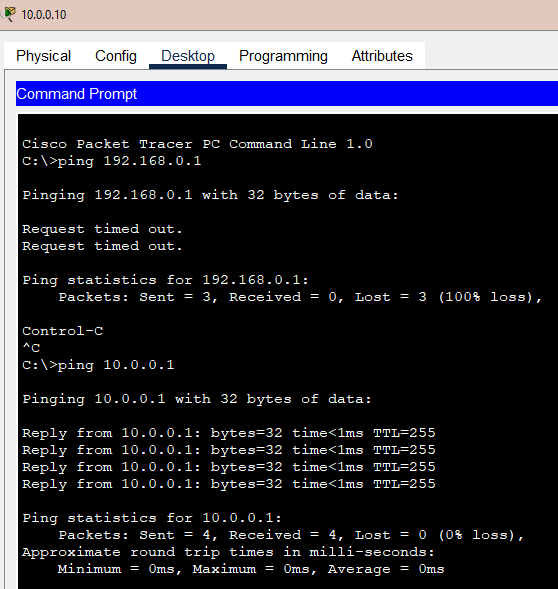 10.0.0.10
Physical Config Desktop Programming Attributes
Command Prompt
Cisco Packet Tracer PC Command Line 1.0
C:\>ping 192.168.0.1
Pinging 192.168.0.1 with 32 bytes of data:
Request timed out.
Request timed out.
Ping statistics for 192.168.0.1:
Packets: Sent = 3, Received = 0, Lost = 3 (100% loss),
Control-C
^C
C:\>ping 10.0.0.1
Pinging 10.0.0.1 with 32 bytes of data:
Reply from 10.0.0.1: bytes=32 time<1ms TTL=255
Reply from 10.0.0.1: bytes=32 time<1ms TTL=255
Reply from 10.0.0.1: bytes=32 time<1ms TTL=255
Reply from 10.0.0.1: bytes=32 time<1ms TTL=255
Ping statistics for 10.0.0.1:
Packets: Sent = 4, Received = 4, Lost = 0 (0% loss),
Approximate round trip times in milli-seconds:
Minimum = 0ms, Maximum = 0ms, Average = 0ms